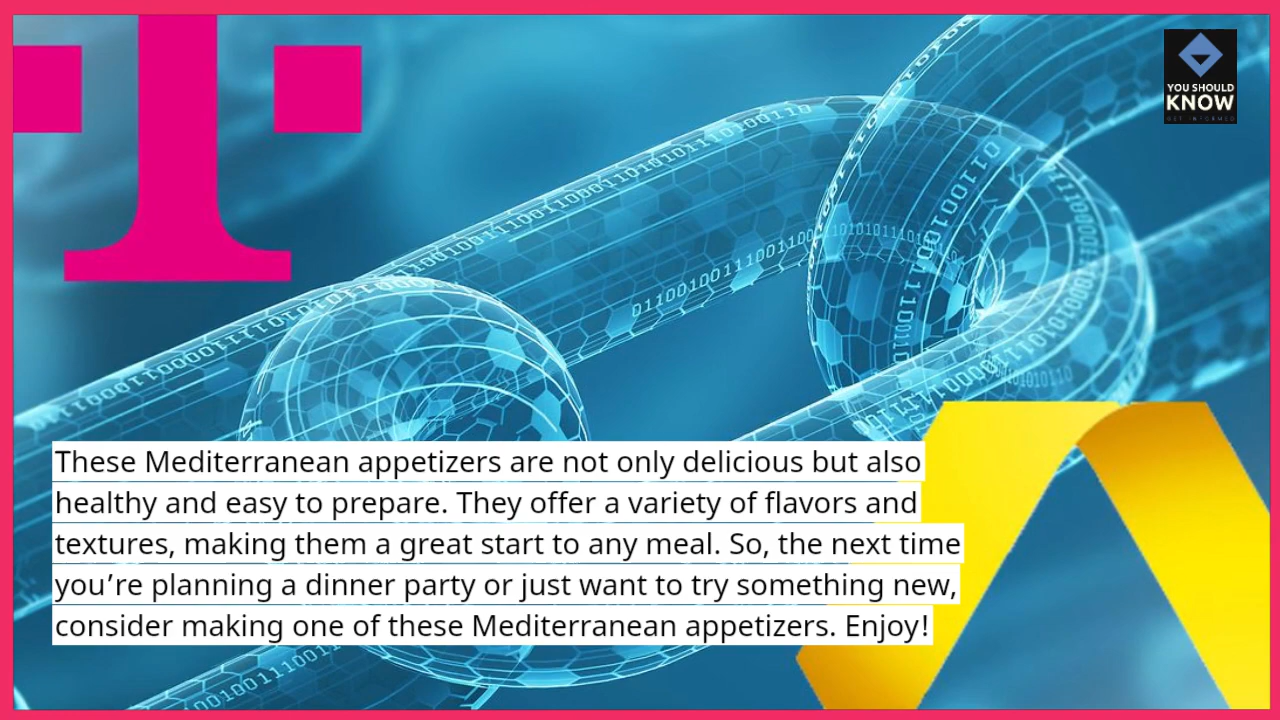 YOU SHOULD
KNOW
GET INFORMED
These Mediterranean appetizers are not only delicious but also
healthy and easy to prepare. They offer a variety of flavors and
textures, making them a great start to any meal. So, the next time
you’re planning a dinner party or just want to try something new,
consider making one of these Mediterranean appetizers. Enjoy!